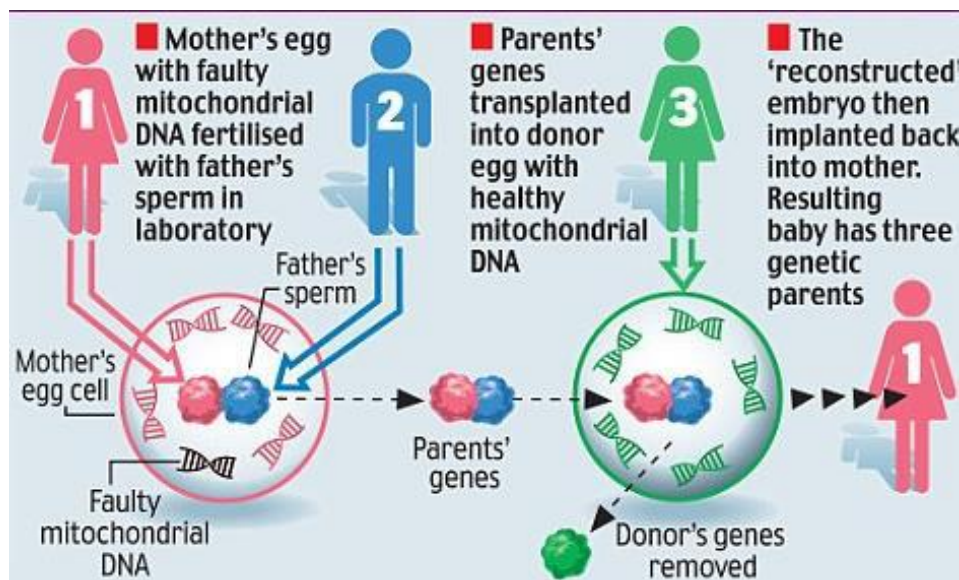 Mother's egg
with faulty
mitochondrial
DNA fertilised
with father's
sperm in
laboratory
Parents'
genes
transplanted
into donor
egg with
healthy
mitochondrial
DNA
The
'reconstructed'
embryo then
implanted back
into mother.
Resulting
baby has three
genetic
parents
1
2
3
Father's
sperm
Mother's
egg cell
Faulty
mitochondrial
DNA
Parents'
genes
Donor's genes
removed
1